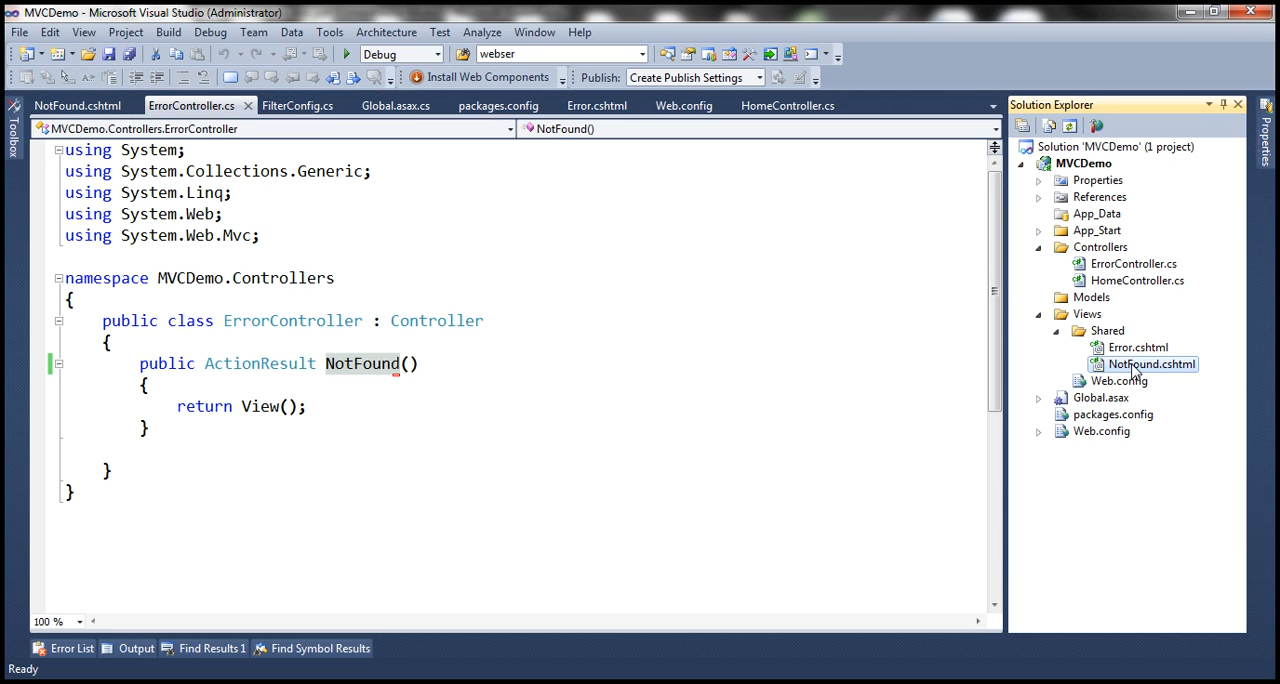 MVCDemo - Microsoft Visual Studio (Administrator)
File Edit View Project Build Debug Team Data Tools Architecture Test Analyze Window Help
Debug webser
Install Web Components Publish: Create Publish Settings
NotFound.cshtml ErrorController.cs FilterConfig.cs Global.asax.cs packages.config Error.cshtml Web.config HomeController.cs
MVCDemo.Controllers.ErrorController NotFound()
Toolbox
using System;
using System.Collections.Generic;
using System.Linq;
using System.Web;
using System.Web.Mvc;
namespace MVCDemo.Controllers
{
public class ErrorController : Controller
{
public ActionResult NotFound()
{
return View();
}
}
}
100 %
Solution Explorer
Solution 'MVCDemo' (1 project)
MVCDemo
Properties
References
App_Data
App_Start
Controllers
ErrorController.cs
HomeController.cs
Models
Views
Shared
Error.cshtml
NotFound.cshtml
Web.config
Global.asax
packages.config
Web.config
Properties
Error List Output Find Results 1 Find Symbol Results
Ready